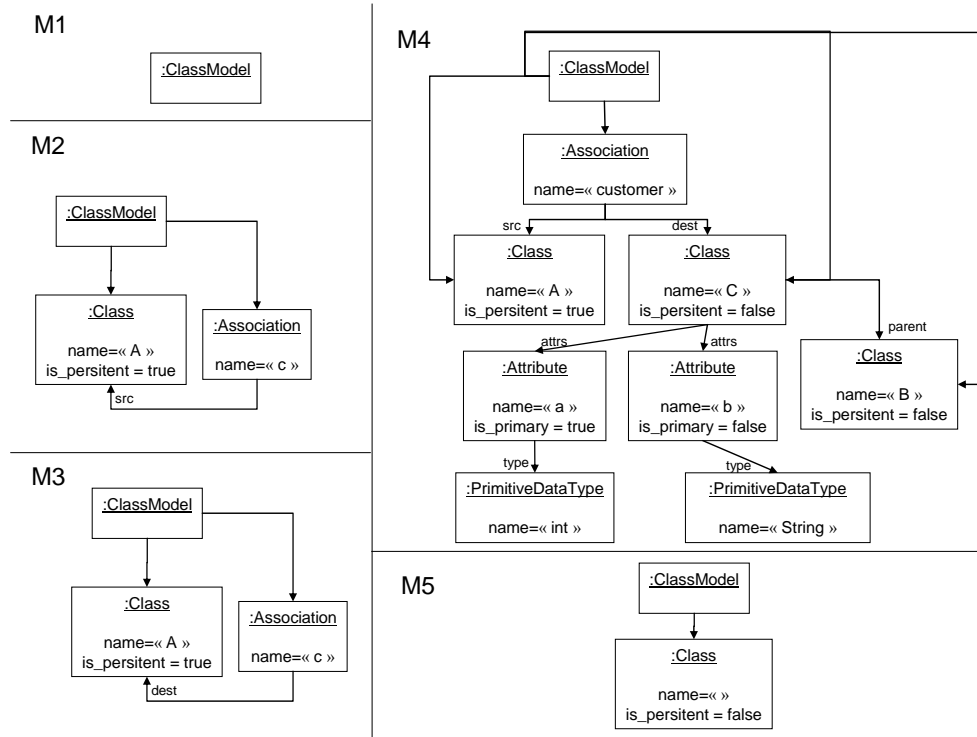 M1
:ClassModel
M2
:ClassModel
:Class
name=« A »
is_persitent = true
:Association
name=« c »
src
M3
:ClassModel
:Class
name=« A »
is_persitent = true
:Association
name=« c »
dest
M4
:ClassModel
:Association
name=« customer »
src
dest
:Class
name=« A »
is_persitent = true
:Class
name=« C »
is_persitent = false
attrs
attrs
parent
:Attribute
name=« a »
is_primary = true
:Attribute
name=« b »
is_primary = false
:Class
name=« B »
is_persitent = false
type
type
:PrimitiveDataType
name=« int »
:PrimitiveDataType
name=« String »
M5
:ClassModel
:Class
name=« »
is_persitent = false